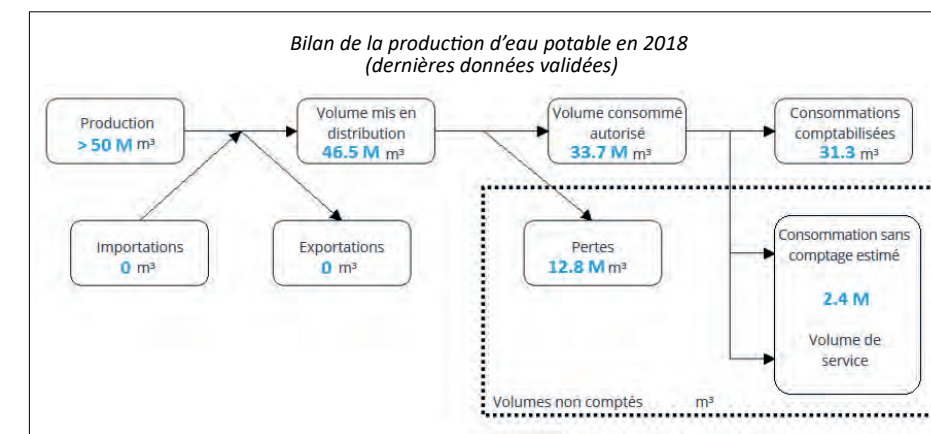 Bilan de la production d’eau potable en 2018
(dernières données validées)
Production
> 50 M m³
Volume mis en
distribution
46.5 M m³
Volume consommé
autorisé
33.7 M m³
Consommations
comptabilisées
31.3 m³
Importations
0 m³
Exportations
0 m³
Pertes
12.8 M m³
Consommation sans
comptage estimé
2.4 M
Volume de
service
Volumes non comptés m³